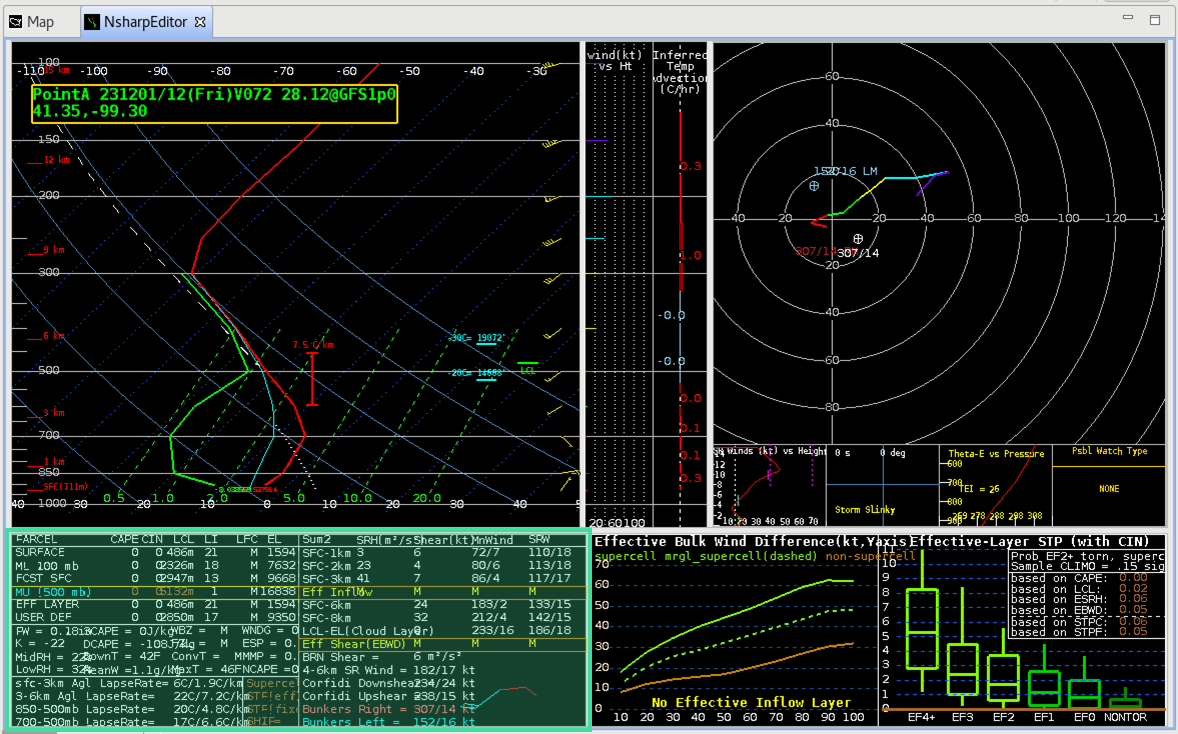 Map
NsharpEditor
PointA 231201/12(Fri)V072 28.12@GFS1p0
41.35,-99.30
-110 -100 -90 -80 -70 -60 -50 -40 -30
100
15 km
150
12 km
200
9 km
300
6 km
500
3 km
700
1 km
850
SFC(711m)
1000
7.5 C/km
-30C= 19072
-20C= 14668
LCL
0.5 1.0 2.0 5.0 10.0 20.0
-30 -20 -10 0 10 20 30 40
wind(kt)
vs Ht
20 60 100
Inferred
Temp
Advection
(C/hr)
0.3
1.0
-0.0
-0.0
0.0
0.1
0.1
0.3
60
40
152/16 LM
-40 -20 20 40 60 80 100 120
307/14
-20
-40
-60
-80
SR Winds (kt) vs Height
14
12
10
8
6
4
2
10 20 30 40 50 60 70
0 s 0 deg
Storm Slinky
Theta-E vs Pressure
600
700
800
900
TEI = 26
278 288 298 308
Psbl Watch Type
NONE
PARCEL CAPE CIN LCL LI LFC EL
SURFACE 0 0 486m 21 M 1594
ML 100 mb 0 0 2326m 18 M 7632
FCST SFC 0 0 2947m 13 M 9668
MU (500 mb) 0 0 5132m 1 M 16838
EFF LAYER 0 0 486m 21 M 1594
USER DEF 0 0 17 M 9350
PW = 0.18in 3CAPE = 0J/kg WBZ = M WNDG = 0
K = -22 DCAPE = ESP = 0.
MidRH = DownT = 42F ConvT = M MMMP = 0.
LowRH = MeanW =1.1g/kg MaxT = 46F NCAPE = 0
sfc-3km Agl LapseRate= 6C/1.9C/km Superce
3-6km Agl LapseRate= 22C/7.2C/km STP(eff
850-500mb LapseRate= 20C/4.8C/km STP(fix
700-500mb LapseRate= 17C/6.6C/km SHIP=
Sum2 SRH(m²/s²) Shear(kt) MnWind SRW
SFC-1km 3 6 72/7 110/18
SFC-2km 23 4 80/6 113/18
SFC-3km 41 7 86/4 117/17
Eff Inflow M M M M
SFC-6km 24 183/2 133/15
SFC-8km 32 212/4 142/15
LCL-EL(Cloud Layer) 0 233/16 186/18
Eff Shear(EBWD) M M M
BRN Shear = 6 m²/s²
4-6km SR Wind = 182/17 kt
Corfidi Downshear = 234/24 kt
Corfidi Upshear = 238/15 kt
Bunkers Right = 307/14 kt
Bunkers Left = 152/16 kt
Effective Bulk Wind Difference(kt,Yaxis)
supercell mrgl_supercell(dashed) non-supercell
70
60
50
40
30
20
10
0
No Effective Inflow Layer
10 20 30 40 50 60 70 80 90 100
Effective-Layer STP (with CIN)
11
10
9
8
7
6
5
4
3
2
1
0
Prob EF2+ torn, superc
Sample CLIMO = .15 sig
based on CAPE: 0.00
based on LCL: 0.02
based on ESRH: 0.06
based on EBWD: 0.05
based on STPC: 0.06
based on STPF: 0.05
EF4+ EF3 EF2 EF1 EF0 NONTOR